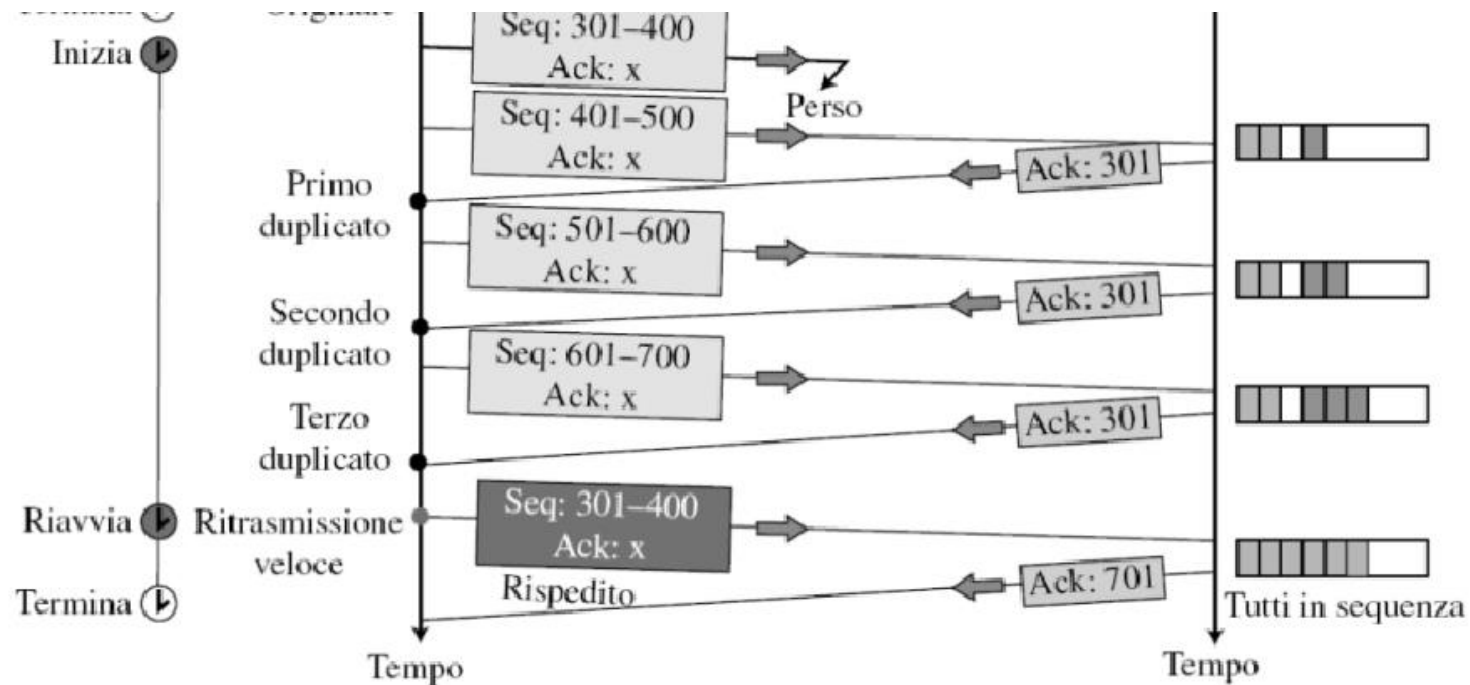 Seq: 301–400
Ack: x
Inizia
Perso
Seq: 401–500
Ack: x
Ack: 301
Primo
duplicato
Seq: 501–600
Ack: x
Ack: 301
Secondo
duplicato
Seq: 601–700
Ack: x
Ack: 301
Terzo
duplicato
Seq: 301–400
Ack: x
Riavvia
Ritrasmissione
veloce
Rispedito
Ack: 701
Termina
Tutti in sequenza
Tempo
Tempo